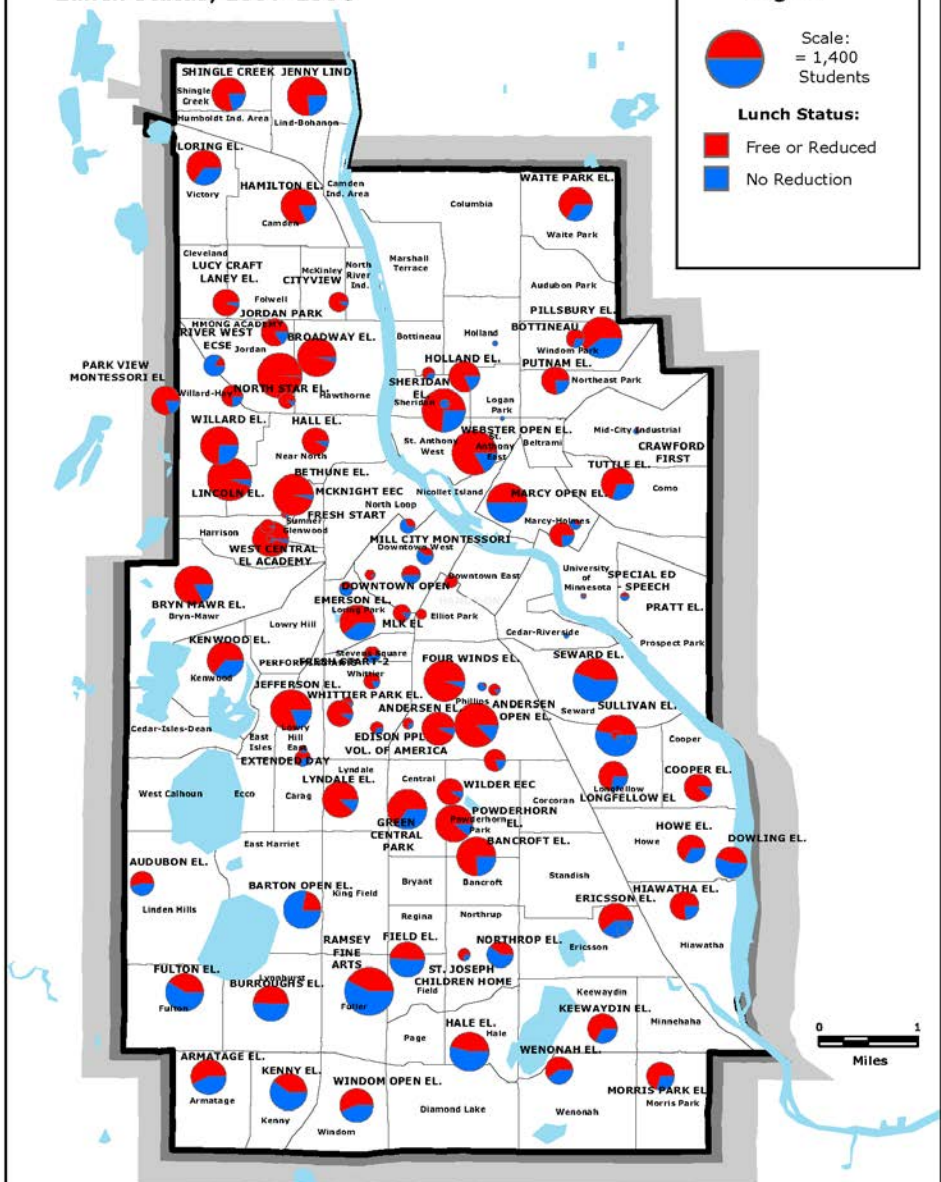 Scale:
= 1,400
Students
Lunch Status:
Free or Reduced
No Reduction
SHINGLE CREEK
JENNY LIND
Shingle
Creek
Humboldt Ind. Area
Lind-Bohanon
LORING EL.
Victory
HAMILTON EL.
Camden
Ind. Area
Camden
WAITE PARK EL.
Columbia
Waite Park
Cleveland
LUCY CRAFT
LANEY EL.
McKinley
CITYVIEW
North
River
Ind.
Marshall
Terrace
Audubon Park
Folwell
JORDAN PARK
HMONG ACADEMY
RIVER WEST
ECSE
Jordan
BROADWAY EL.
Bottineau
Holland
PILLSBURY EL.
BOTTINEAU
Windom Park
PARK VIEW
MONTESSORI EL
HOLLAND EL.
PUTNAM EL.
Northeast Park
Willard-Hay
NORTH STAR EL.
Hawthorne
SHERIDAN
EL.
Sheridan
Logan
Park
WILLARD EL.
HALL EL.
Near North
St. Anthony
West
WEBSTER OPEN EL.
St.
Anthony
East
Beltrami
Mid-City Industrial
CRAWFORD
FIRST
TUTTLE EL.
Como
BETHUNE EL.
LINCOLN EL.
MCKNIGHT EEC
North Loop
Nicollet Island
MARCY OPEN EL.
Marcy-Holmes
FRESH START
Sumner
Glenwood
Harrison
WEST CENTRAL
EL ACADEMY
MILL CITY MONTESSORI
Downtown West
DOWNTOWN OPEN
Downtown East
University
of
Minnesota
SPECIAL ED
- SPEECH
PRATT EL.
BRYN MAWR EL.
Bryn-Mawr
EMERSON EL.
Loring Park
MLK EL
Elliot Park
Lowry Hill
Cedar-Riverside
Prospect Park
KENWOOD EL.
Kenwood
Stevens Square
FRESH START-2
Whittier
FOUR WINDS EL.
SEWARD EL.
Seward
JEFFERSON EL.
WHITTIER PARK EL.
Phillips
ANDERSEN EL.
ANDERSEN
OPEN EL.
SULLIVAN EL.
Cedar-Isles-Dean
East
Isles
Lowry
Hill
East
EDISON PPL
VOL. OF AMERICA
Cooper
EXTENDED DAY
Lyndale
LYNDALE EL.
Central
WILDER EEC
Corcoran
Longfellow
LONGFELLOW EL
COOPER EL.
West Calhoun
Ecco
Carag
GREEN
CENTRAL
PARK
POWDERHORN
EL.
Powderhorn
Park
BANCROFT EL.
Bancroft
HOWE EL.
Howe
DOWLING EL.
East Harriet
AUDUBON EL.
Linden Hills
BARTON OPEN EL.
King Field
Bryant
Standish
HIAWATHA EL.
Hiawatha
Regina
Northrup
ERICSSON EL.
Ericsson
RAMSEY
FINE
ARTS
Fuller
FIELD EL.
Field
NORTHROP EL.
ST. JOSEPH
CHILDREN HOME
FULTON EL.
Fulton
Lynnhurst
BURROUGHS EL.
Keewaydin
KEEWAYDIN EL.
Minnehaha
Page
HALE EL.
Hale
WENONAH EL.
Wenonah
0 1
Miles
ARMATAGE EL.
Armatage
KENNY EL.
Kenny
WINDOM OPEN EL.
Windom
Diamond Lake
MORRIS PARK EL
Morris Park